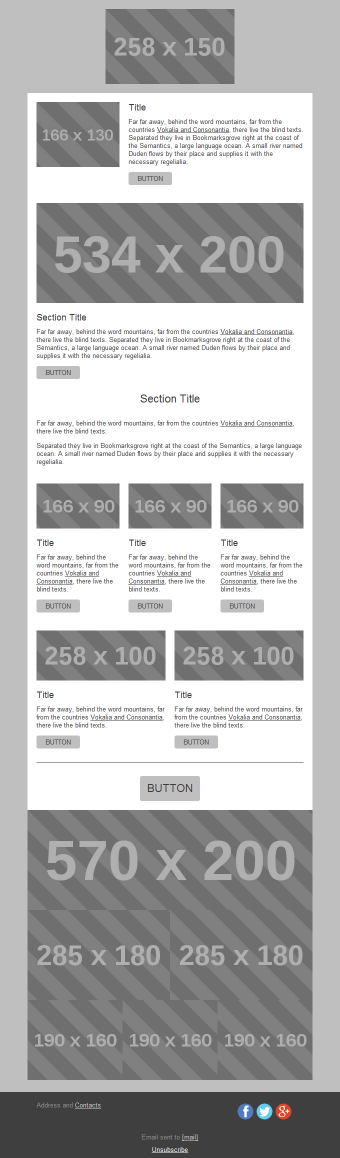 258 x 150
166 x 130
Title
Far far away, behind the word mountains, far from the
countries Vokalia and Consonantia, there live the blind texts.
Separated they live in Bookmarksgrove right at the coast of
the Semantics, a large language ocean. A small river named
Duden flows by their place and supplies it with the
necessary regelialia.
BUTTON
534 x 200
Section Title
Far far away, behind the word mountains, far from the countries Vokalia and Consonantia,
there live the blind texts. Separated they live in Bookmarksgrove right at the coast of the
Semantics, a large language ocean. A small river named Duden flows by their place and
supplies it with the necessary regelialia.
BUTTON
Section Title
Far far away, behind the word mountains, far from the countries Vokalia and Consonantia,
there live the blind texts.
Separated they live in Bookmarksgrove right at the coast of the Semantics, a large language
ocean. A small river named Duden flows by their place and supplies it with the necessary
regelialia.
166 x 90
166 x 90
166 x 90
Title
Far far away, behind the
word mountains, far from the
countries Vokalia and
Consonantia, there live the
blind texts.
BUTTON
Title
Far far away, behind the
word mountains, far from the
countries Vokalia and
Consonantia, there live the
blind texts.
BUTTON
Title
Far far away, behind the
word mountains, far from the
countries Vokalia and
Consonantia, there live the
blind texts.
BUTTON
258 x 100
258 x 100
Title
Far far away, behind the word mountains, far
from the countries Vokalia and Consonantia,
there live the blind texts.
BUTTON
Title
Far far away, behind the word mountains, far
from the countries Vokalia and Consonantia,
there live the blind texts.
BUTTON
BUTTON
570 x 200
285 x 180
285 x 180
190 x 160
190 x 160
190 x 160
Address and Contacts
Email sent to [mail]
Unsubscribe